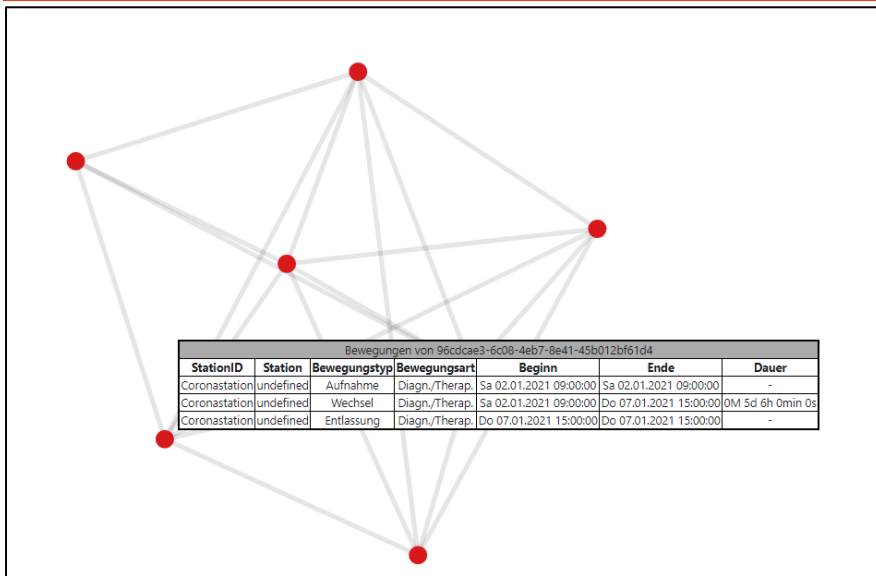 Bewegungen von 96cdcae3-6c08-4eb7-8e41-45b012bf61d4
StationID Station Bewegungstyp Bewegungsart Beginn Ende Dauer
Coronastation undefined Aufnahme Diagn./Therap. Sa 02.01.2021 09:00:00 Sa 02.01.2021 09:00:00 -
Coronastation undefined Wechsel Diagn./Therap. Sa 02.01.2021 09:00:00 Do 07.01.2021 15:00:00 0M 5d 6h 0min 0s
Coronastation undefined Entlassung Diagn./Therap. Do 07.01.2021 15:00:00 Do 07.01.2021 15:00:00 -